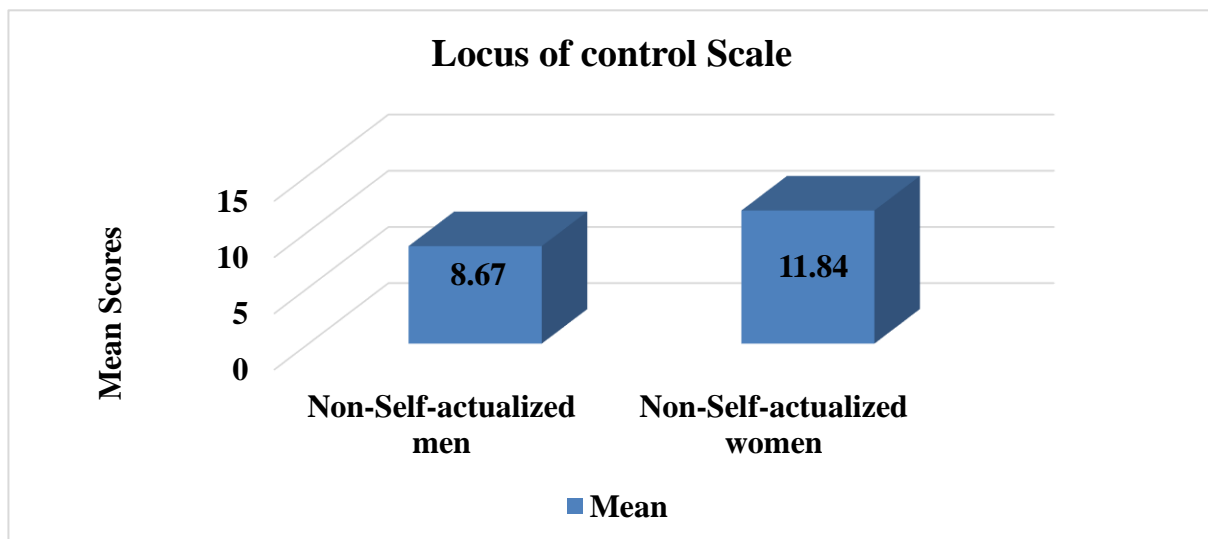 Locus of control Scale
Mean Scores
15
10
5
0
8.67
11.84
Non-Self-actualized
men
Non-Self-actualized
women
Mean